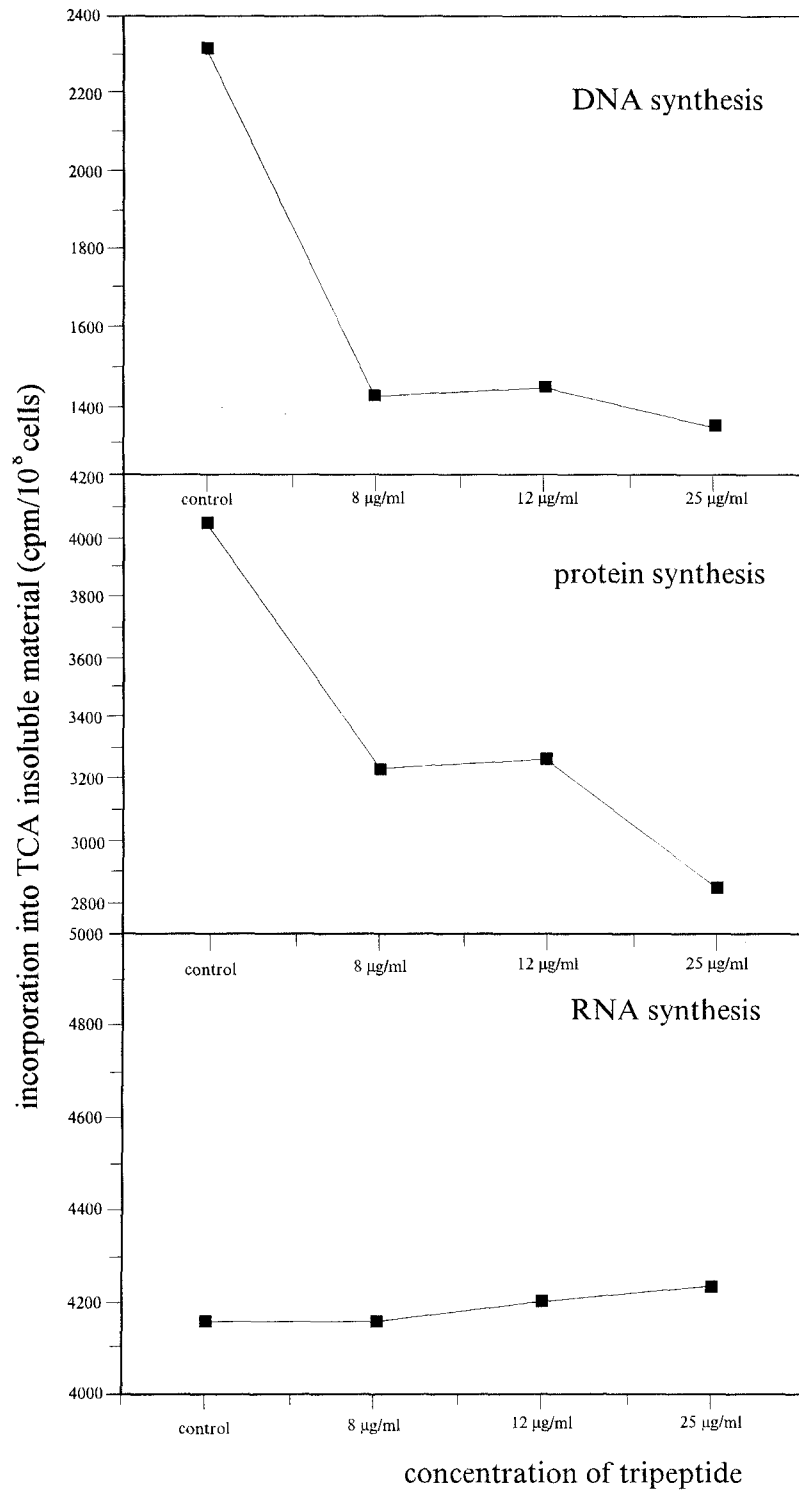 incorporation into TCA insoluble material (cpm/10⁸ cells)
2400
2200
2000
1800
1600
1400
DNA synthesis
control 8 µg/ml 12 µg/ml 25 µg/ml
4200
4000
3800
3600
3400
3200
3000
2800
protein synthesis
control 8 µg/ml 12 µg/ml 25 µg/ml
5000
4800
4600
4400
4200
4000
RNA synthesis
control 8 µg/ml 12 µg/ml 25 µg/ml
concentration of tripeptide